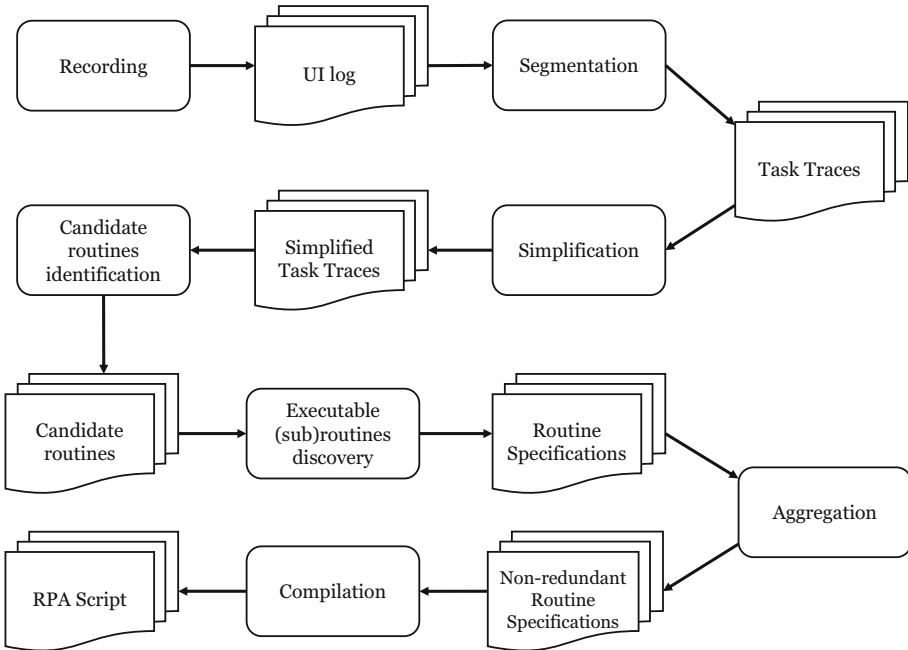 Recording
UI log
Segmentation
Task Traces
Simplification
Simplified
Task Traces
Candidate
routines
identification
Candidate
routines
Executable
(sub)routines
discovery
Routine
Specifications
Aggregation
Non-redundant
Routine
Specifications
Compilation
RPA Script